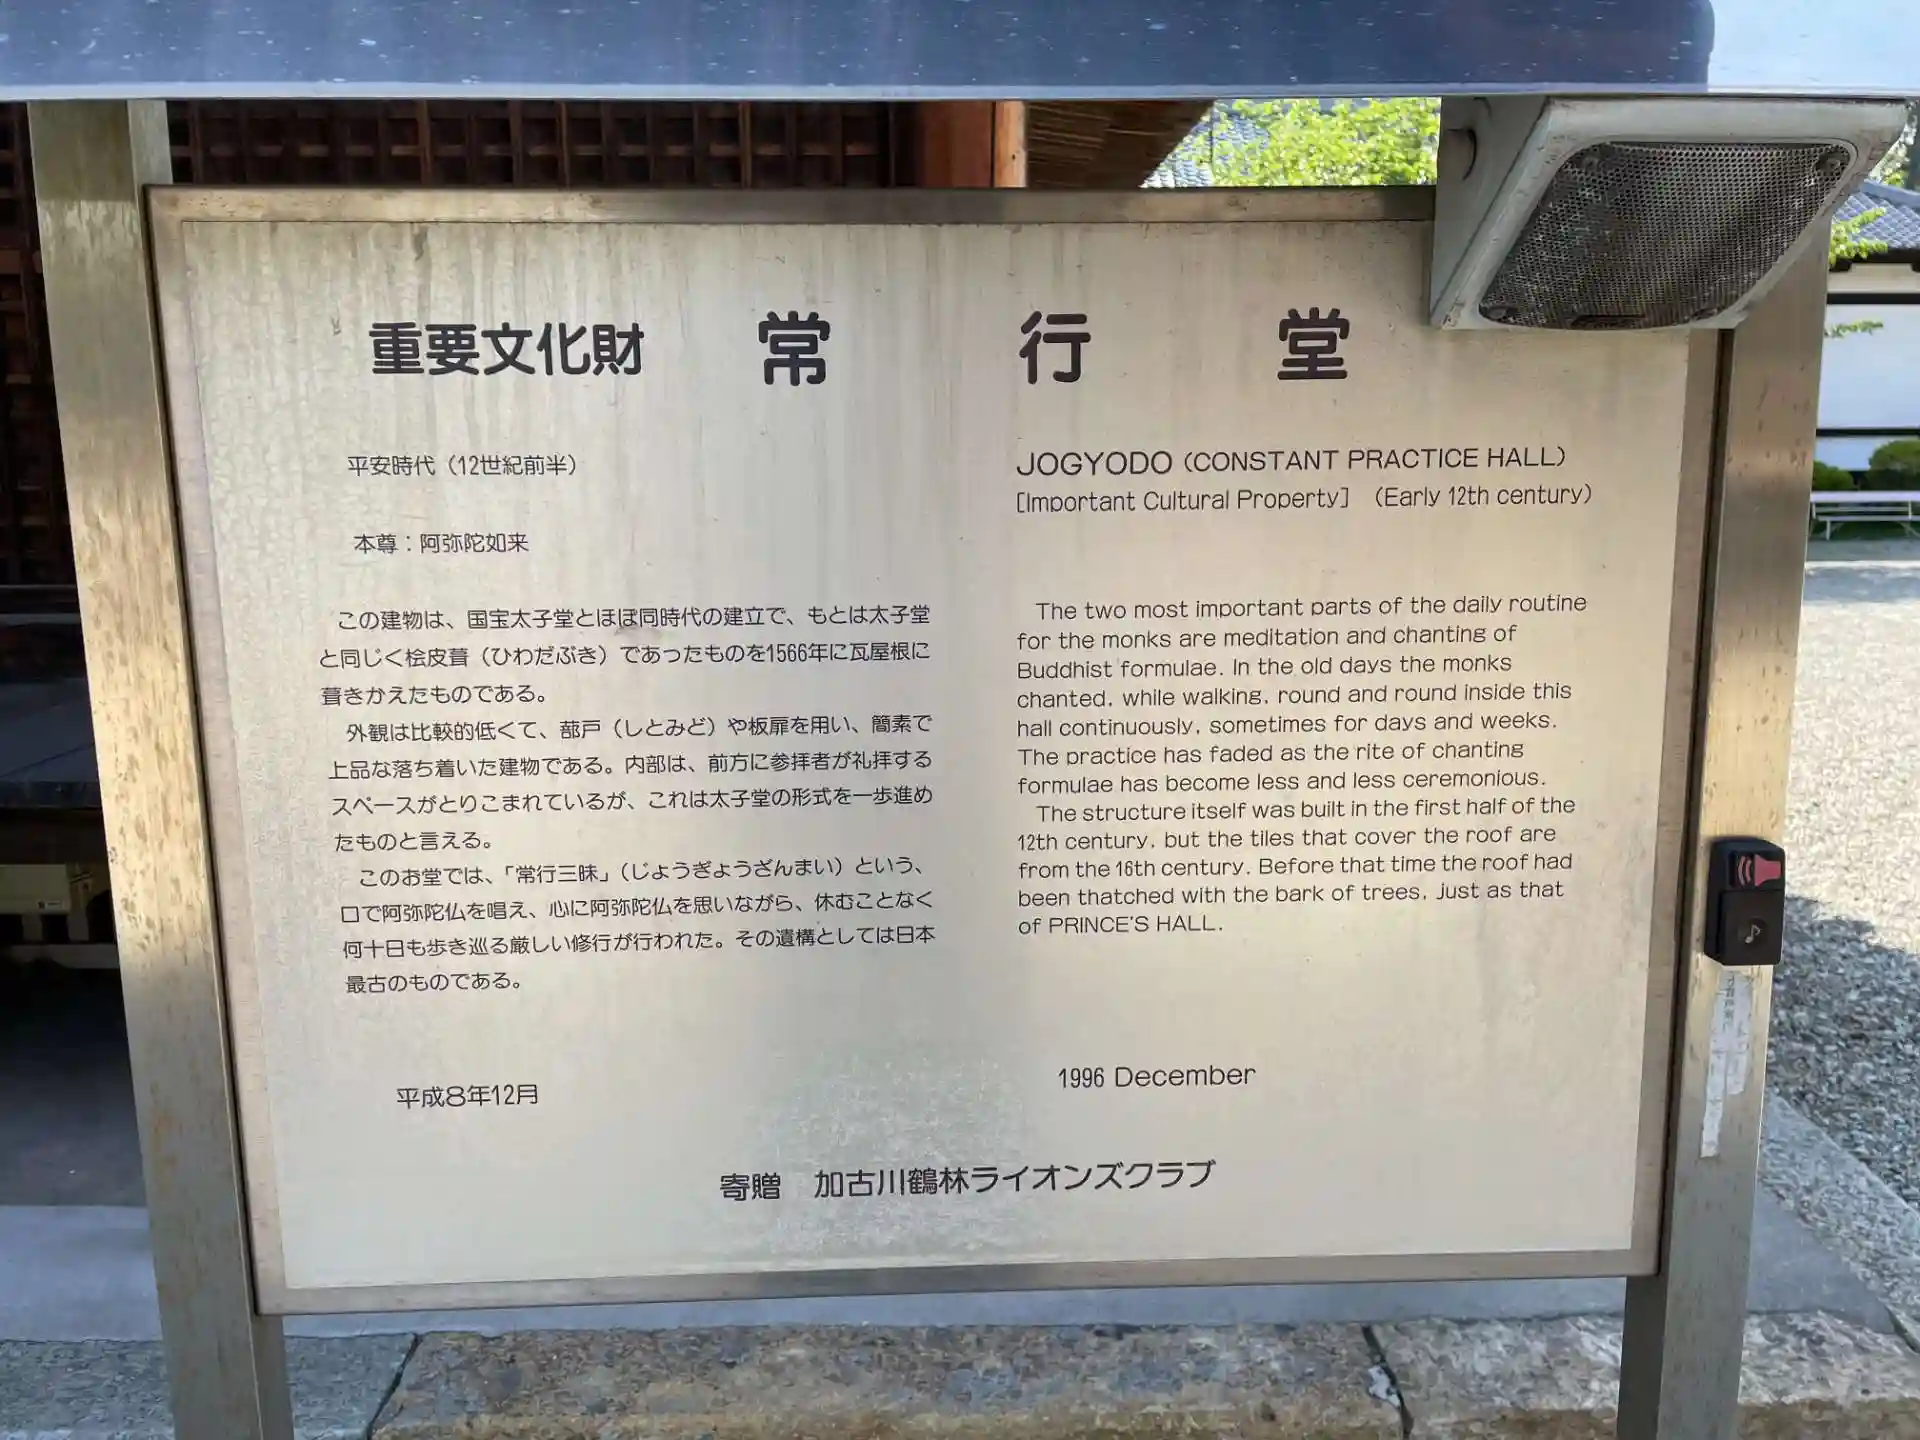 重要文化財 常行堂
平安時代（12世紀前半）
本尊：阿弥陀如来
この建物は、国宝太子堂とほぼ同時代の建立で、もとは太子堂
と同じく桧皮葺（ひわだぶき）であったものを1566年に瓦屋根に
葺きかえたものである。
外観は比較的低くて、蔀戸（しとみど）や板扉を用い、簡素で
上品な落ち着いた建物である。内部は、前方に参拝者が礼拝する
スペースがとりこまれているが、これは太子堂の形式を一歩進め
たものと言える。
このお堂では、「常行三昧」（じょうぎょうざんまい）という、
口で阿弥陀仏を唱え、心に阿弥陀仏を思いながら、休むことなく
何十日も歩き巡る厳しい修行が行われた。その遺構としては日本
最古のものである。
平成8年12月
JOGYODO (CONSTANT PRACTICE HALL)
[Important Cultural Property] (Early 12th century)
The two most important parts of the daily routine
for the monks are meditation and chanting of
Buddhist formulae. In the old days the monks
chanted, while walking, round and round inside this
hall continuously, sometimes for days and weeks.
The practice has faded as the rite of chanting
formulae has become less and less ceremonious.
The structure itself was built in the first half of the
12th century, but the tiles that cover the roof are
from the 16th century. Before that time the roof had
been thatched with the bark of trees, Just as that
of PRINCE'S HALL.
1996 December
寄贈 加古川鶴林ライオンズクラブ